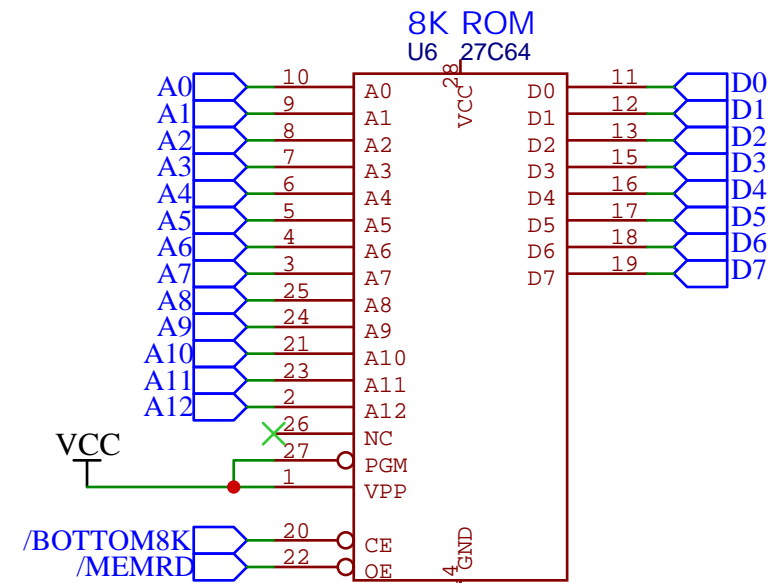 8K ROM
U6 27C64
28
VCC
A0 10 A0 D0 11 D0
A1 9 A1 D1 12 D1
A2 8 A2 D2 13 D2
A3 7 A3 D3 15 D3
A4 6 A4 D4 16 D4
A5 5 A5 D5 17 D5
A6 4 A6 D6 18 D6
A7 3 A7 D7 19 D7
A8 25 A8
A9 24 A9
A10 21 A10
A11 23 A11
A12 2 A12
26 NC
VCC
27 PGM
1 VPP
/BOTTOM8K 20 CE
/MEMRD 22 OE
GND